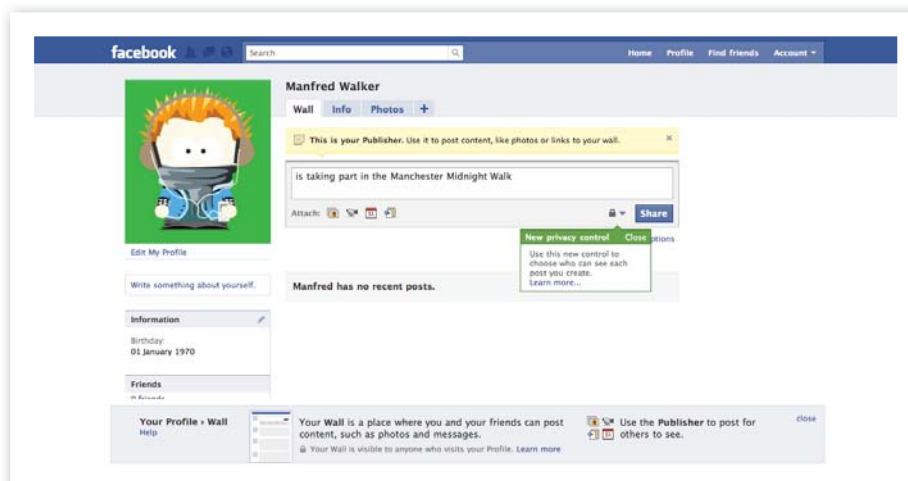 facebook Search Home Profile Find friends Account
Manfred Walker
Wall Info Photos +
This is your Publisher. Use it to post content, like photos or links to your wall.
is taking part in the Manchester Midnight Walk
Attach: 31 Share
New privacy control Close
Use this new control to
choose who can see each
post you create.
Learn more...
Edit My Profile
Write something about yourself.
Manfred has no recent posts.
Information
Birthday:
01 January 1970
Friends
Your Profile › Wall
Help
Your Wall is a place where you and your friends can post
content, such as photos and messages.
Your Wall is visible to anyone who visits your Profile. Learn more
Use the Publisher to post for
others to see.
close